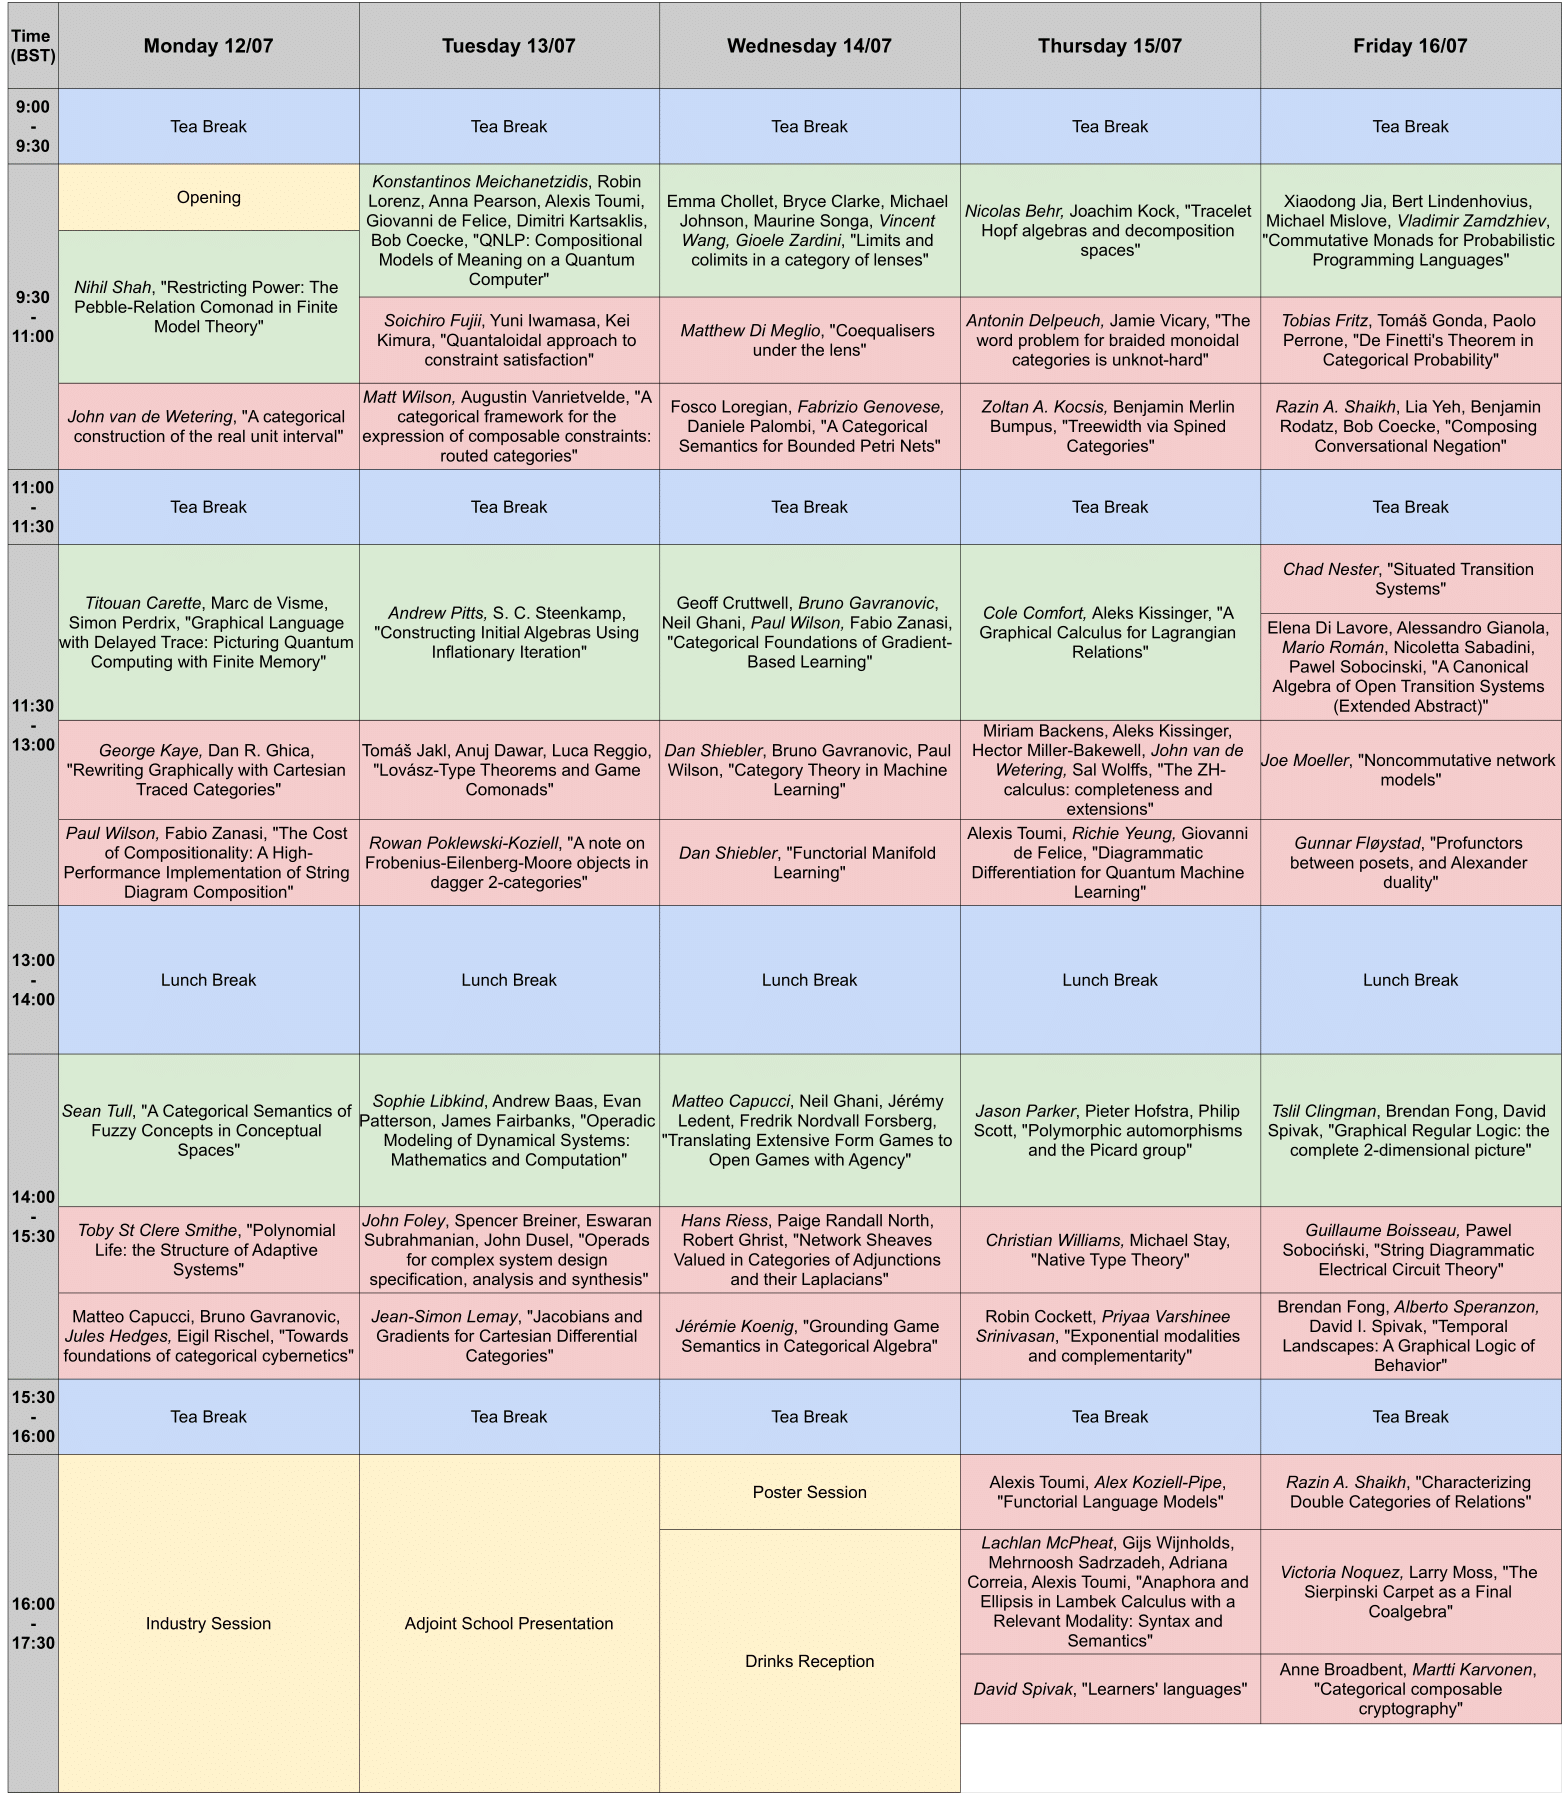 Time
(BST)
Monday 12/07
Tuesday 13/07
Wednesday 14/07
Thursday 15/07
Friday 16/07
9:00
-
9:30
Tea Break
Tea Break
Tea Break
Tea Break
Tea Break
9:30
-
11:00
Opening
Nihil Shah, "Restricting Power: The
Pebble-Relation Comonad in Finite
Model Theory"
John van de Wetering, "A categorical
construction of the real unit interval"
Konstantinos Meichanetzidis, Robin
Lorenz, Anna Pearson, Alexis Toumi,
Giovanni de Felice, Dimitri Kartsaklis,
Bob Coecke, "QNLP: Compositional
Models of Meaning on a Quantum
Computer"
Soichiro Fujii, Yuni Iwamasa, Kei
Kimura, "Quantaloidal approach to
constraint satisfaction"
Matt Wilson, Augustin Vanrietvelde, "A
categorical framework for the
expression of composable constraints:
routed categories"
Emma Chollet, Bryce Clarke, Michael
Johnson, Maurine Songa, Vincent
Wang, Gioele Zardini, "Limits and
colimits in a category of lenses"
Matthew Di Meglio, "Coequalisers
under the lens"
Fosco Loregian, Fabrizio Genovese,
Daniele Palombi, "A Categorical
Semantics for Bounded Petri Nets"
Nicolas Behr, Joachim Kock, "Tracelet
Hopf algebras and decomposition
spaces"
Antonin Delpeuch, Jamie Vicary, "The
word problem for braided monoidal
categories is unknot-hard"
Zoltan A. Kocsis, Benjamin Merlin
Bumpus, "Treewidth via Spined
Categories"
Xiaodong Jia, Bert Lindenhovius,
Michael Mislove, Vladimir Zamdzhiev,
"Commutative Monads for Probabilistic
Programming Languages"
Tobias Fritz, Tomáš Gonda, Paolo
Perrone, "De Finetti's Theorem in
Categorical Probability"
Razin A. Shaikh, Lia Yeh, Benjamin
Rodatz, Bob Coecke, "Composing
Conversational Negation"
11:00
-
11:30
Tea Break
Tea Break
Tea Break
Tea Break
Tea Break
11:30
-
13:00
Titouan Carette, Marc de Visme,
Simon Perdrix, "Graphical Language
with Delayed Trace: Picturing Quantum
Computing with Finite Memory"
George Kaye, Dan R. Ghica,
"Rewriting Graphically with Cartesian
Traced Categories"
Paul Wilson, Fabio Zanasi, "The Cost
of Compositionality: A High-
Performance Implementation of String
Diagram Composition"
Andrew Pitts, S. C. Steenkamp,
"Constructing Initial Algebras Using
Inflationary Iteration"
Tomáš Jakl, Anuj Dawar, Luca Reggio,
"Lovász-Type Theorems and Game
Comonads"
Rowan Poklewski-Koziell, "A note on
Frobenius-Eilenberg-Moore objects in
dagger 2-categories"
Geoff Cruttwell, Bruno Gavranovic,
Neil Ghani, Paul Wilson, Fabio Zanasi,
"Categorical Foundations of Gradient-
Based Learning"
Dan Shiebler, Bruno Gavranovic, Paul
Wilson, "Category Theory in Machine
Learning"
Dan Shiebler, "Functorial Manifold
Learning"
Cole Comfort, Aleks Kissinger, "A
Graphical Calculus for Lagrangian
Relations"
Miriam Backens, Aleks Kissinger,
Hector Miller-Bakewell, John van de
Wetering, Sal Wolffs, "The ZH-
calculus: completeness and
extensions"
Alexis Toumi, Richie Yeung, Giovanni
de Felice, "Diagrammatic
Differentiation for Quantum Machine
Learning"
Chad Nester, "Situated Transition
Systems"
Elena Di Lavore, Alessandro Gianola,
Mario Román, Nicoletta Sabadini,
Pawel Sobocinski, "A Canonical
Algebra of Open Transition Systems
(Extended Abstract)"
Joe Moeller, "Noncommutative network
models"
Gunnar Fløystad, "Profunctors
between posets, and Alexander
duality"
13:00
-
14:00
Lunch Break
Lunch Break
Lunch Break
Lunch Break
Lunch Break
14:00
-
15:30
Sean Tull, "A Categorical Semantics of
Fuzzy Concepts in Conceptual
Spaces"
Toby St Clere Smithe, "Polynomial
Life: the Structure of Adaptive
Systems"
Matteo Capucci, Bruno Gavranovic,
Jules Hedges, Eigil Rischel, "Towards
foundations of categorical cybernetics"
Sophie Libkind, Andrew Baas, Evan
Patterson, James Fairbanks, "Operadic
Modeling of Dynamical Systems:
Mathematics and Computation"
John Foley, Spencer Breiner, Eswaran
Subrahmanian, John Dusel, "Operads
for complex system design
specification, analysis and synthesis"
Jean-Simon Lemay, "Jacobians and
Gradients for Cartesian Differential
Categories"
Matteo Capucci, Neil Ghani, Jérémy
Ledent, Fredrik Nordvall Forsberg,
"Translating Extensive Form Games to
Open Games with Agency"
Hans Riess, Paige Randall North,
Robert Ghrist, "Network Sheaves
Valued in Categories of Adjunctions
and their Laplacians"
Jérémie Koenig, "Grounding Game
Semantics in Categorical Algebra"
Jason Parker, Pieter Hofstra, Philip
Scott, "Polymorphic automorphisms
and the Picard group"
Christian Williams, Michael Stay,
"Native Type Theory"
Robin Cockett, Priyaa Varshinee
Srinivasan, "Exponential modalities
and complementarity"
Tslil Clingman, Brendan Fong, David
Spivak, "Graphical Regular Logic: the
complete 2-dimensional picture"
Guillaume Boisseau, Pawel
Sobociński, "String Diagrammatic
Electrical Circuit Theory"
Brendan Fong, Alberto Speranzon,
David I. Spivak, "Temporal
Landscapes: A Graphical Logic of
Behavior"
15:30
-
16:00
Tea Break
Tea Break
Tea Break
Tea Break
Tea Break
16:00
-
17:30
Industry Session
Adjoint School Presentation
Poster Session
Drinks Reception
Alexis Toumi, Alex Koziell-Pipe,
"Functorial Language Models"
Lachlan McPheat, Gijs Wijnholds,
Mehrnoosh Sadrzadeh, Adriana
Correia, Alexis Toumi, "Anaphora and
Ellipsis in Lambek Calculus with a
Relevant Modality: Syntax and
Semantics"
David Spivak, "Learners' languages"
Razin A. Shaikh, "Characterizing
Double Categories of Relations"
Victoria Noquez, Larry Moss, "The
Sierpinski Carpet as a Final
Coalgebra"
Anne Broadbent, Martti Karvonen,
"Categorical composable
cryptography"